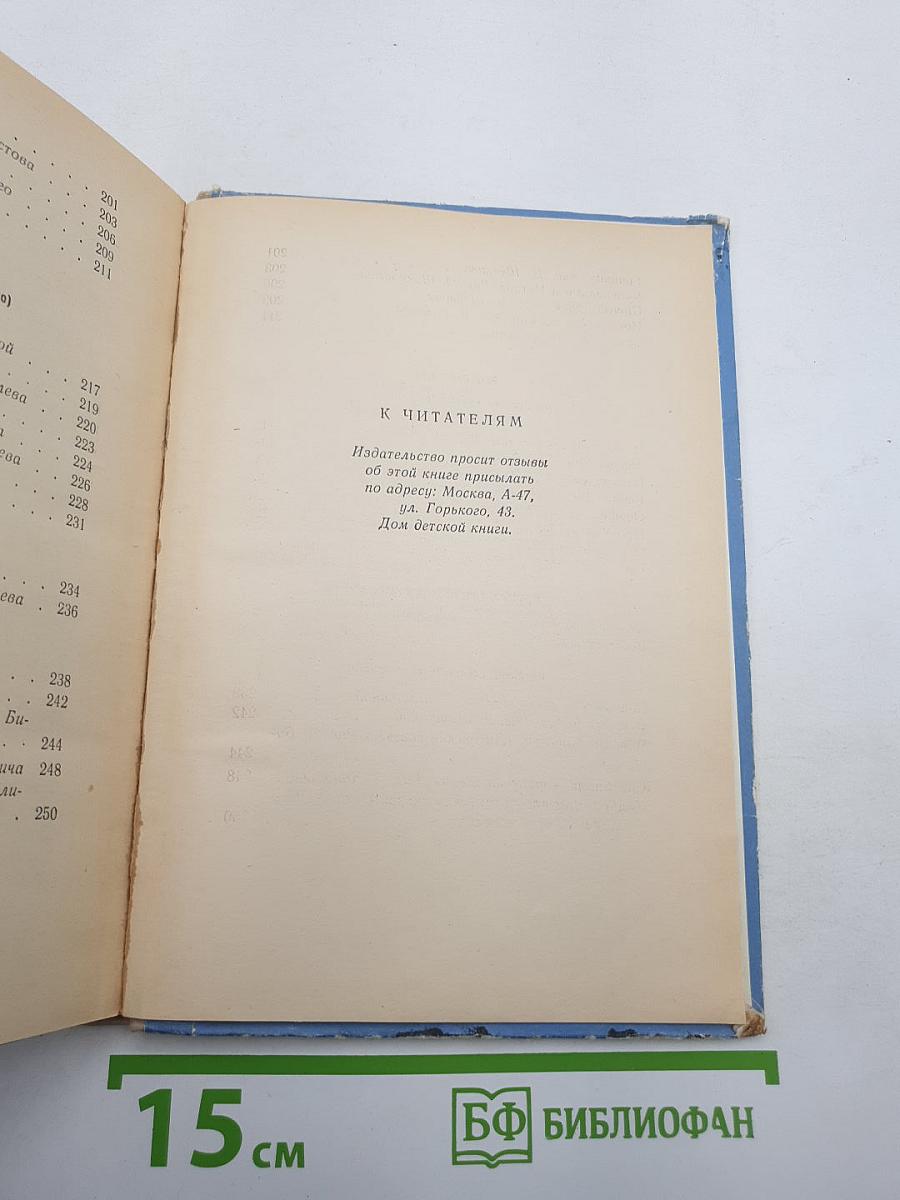 стова
201
203
206
209
211
ой
217
лева
219
220
223
224
ева
226
228
231
234
ева . 236
238
242
Би-
244
ича 248
ли-
. 250
К ЧИТАТЕЛЯМ
Издательство просит отзывы
об этой книге присылать
по адресу: Москва, А-47,
ул. Горького, 43.
Дом детской книги.
15 см
БФ БИБЛИОФАН